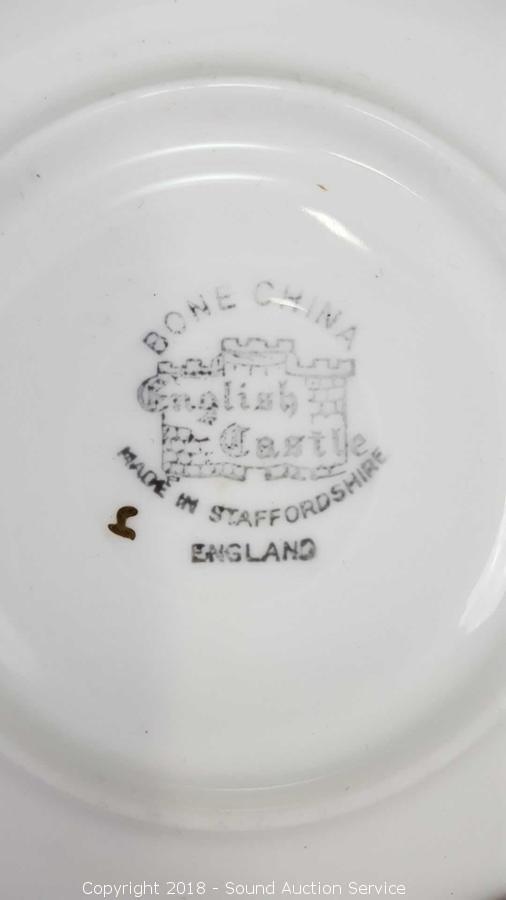 BONE CHINA
English
Castle
MADE IN STAFFORDSHIRE
ENGLAND
Copyright 2018 - Sound Auction Service